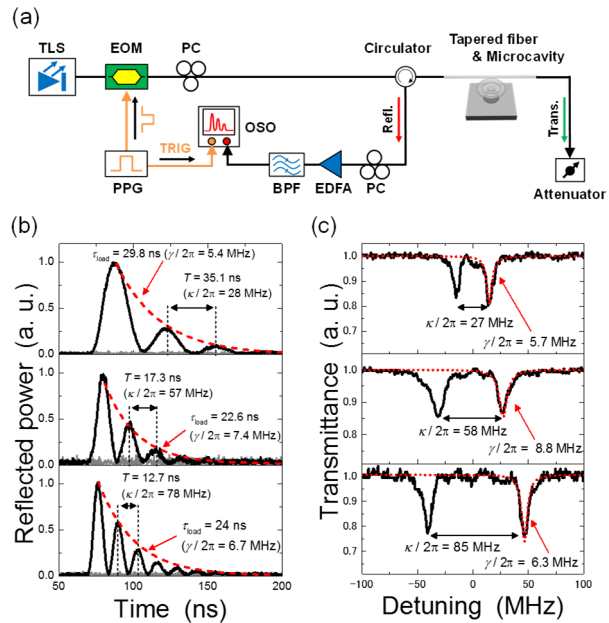 (a)
TLS
EOM
PC
Circulator
Tapered fiber
& Microcavity
Refl.
Trans.
OSO
TRIG
PPG
BPF
EDFA
PC
Attenuator
(b)
τload = 29.8 ns (γ/2π = 5.4 MHz)
T = 35.1 ns
(κ/2π = 28 MHz)
1.0
0.5
0.0
T = 17.3 ns
(κ/2π = 57 MHz)
τload = 22.6 ns
(γ/2π = 7.4 MHz)
1.0
0.5
0.0
T = 12.7 ns
(κ/2π = 78 MHz)
τload = 24 ns
(γ/2π = 6.7 MHz)
1.0
0.5
0.0
50 100 150 200
Reflected power (a. u.)
Time (ns)
(c)
1.0
0.9
0.8
κ/2π = 27 MHz
γ/2π = 5.7 MHz
1.0
0.9
0.8
κ/2π = 58 MHz
γ/2π = 8.8 MHz
1.0
0.9
0.8
0.7
κ/2π = 85 MHz
γ/2π = 6.3 MHz
-100 -50 0 50 100
Transmittance (a. u.)
Detuning (MHz)